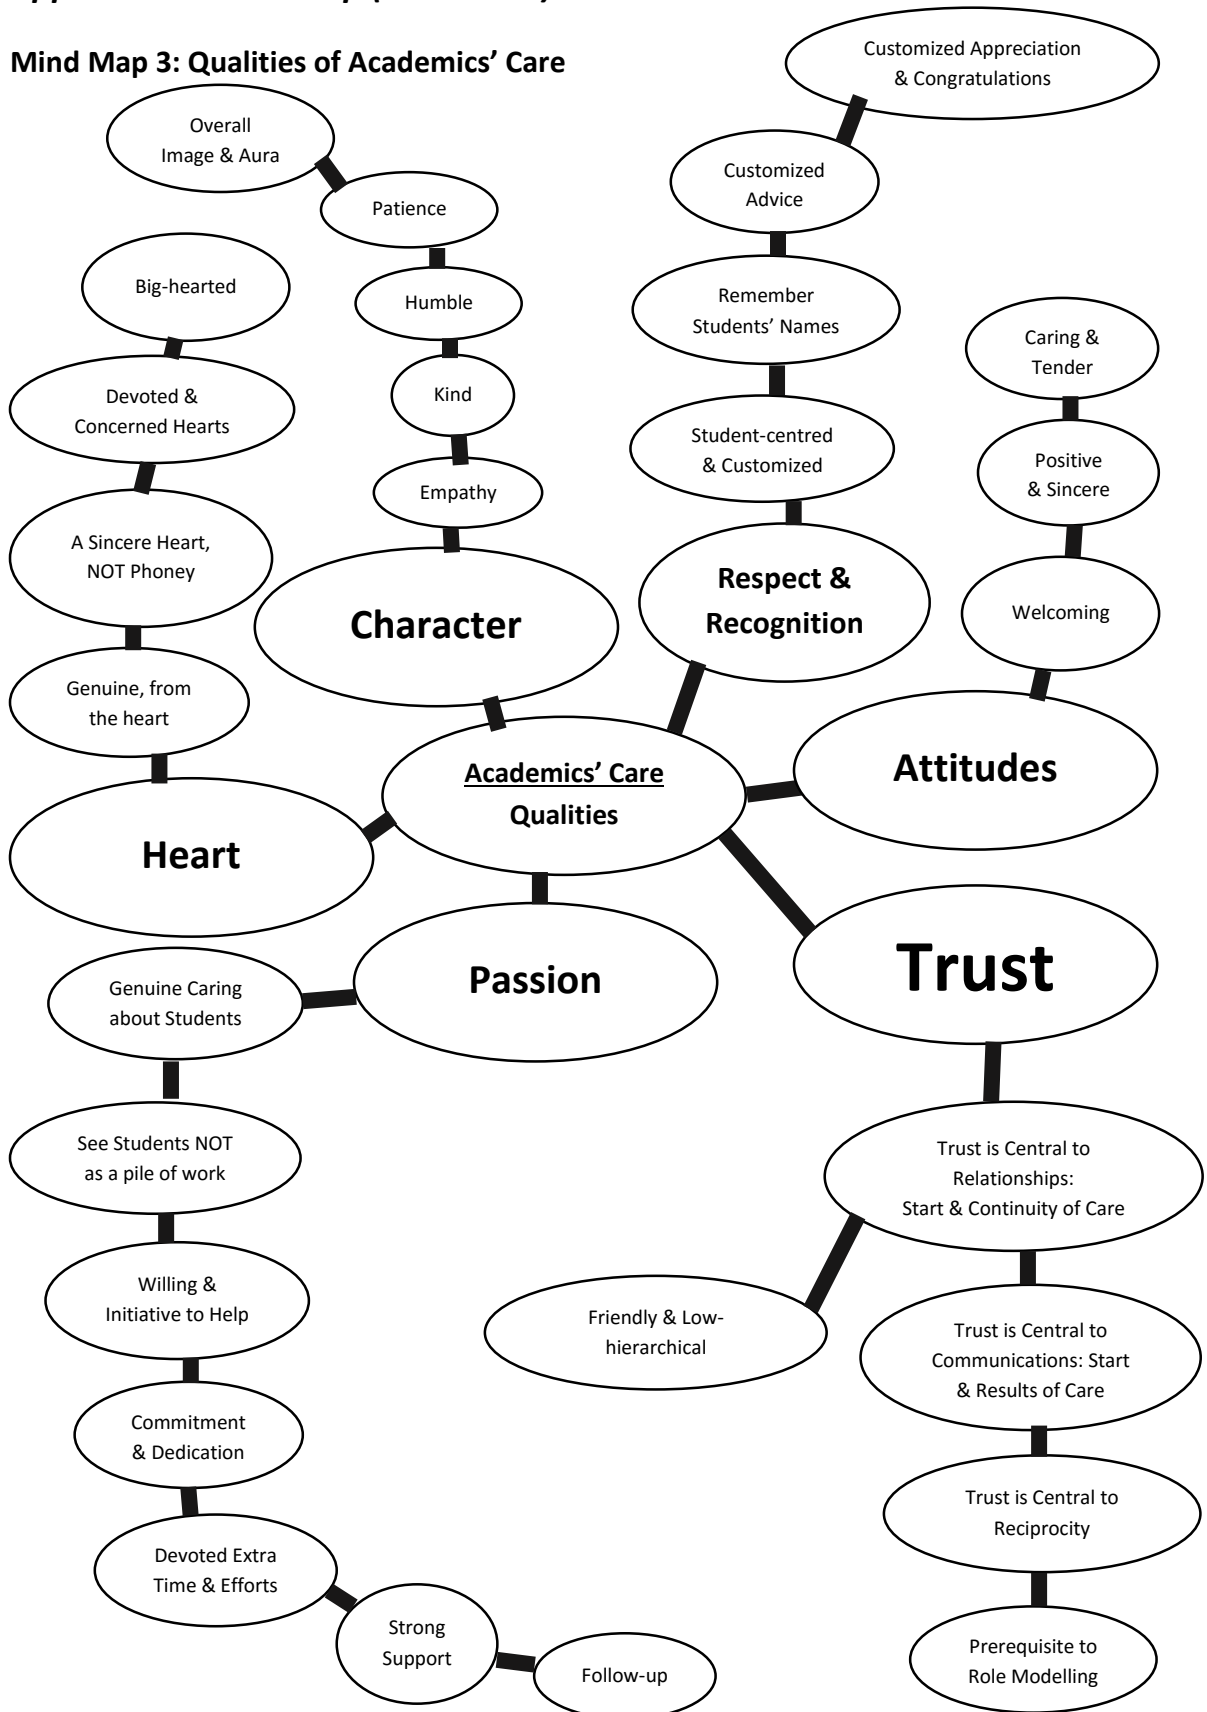 Mind Map 3: Qualities of Academics’ Care
Customized Appreciation
& Congratulations
Overall
Image & Aura
Customized
Advice
Patience
Big-hearted
Humble
Remember
Students’ Names
Caring &
Tender
Devoted &
Concerned Hearts
Kind
Student-centred
& Customized
Positive
& Sincere
Empathy
A Sincere Heart,
NOT Phoney
Respect &
Recognition
Character
Welcoming
Genuine, from
the heart
Academics’ Care
Qualities
Attitudes
Heart
Passion
Trust
Genuine Caring
about Students
See Students NOT
as a pile of work
Trust is Central to
Relationships:
Start & Continuity of Care
Willing &
Initiative to Help
Friendly & Low-
hierarchical
Trust is Central to
Communications: Start
& Results of Care
Commitment
& Dedication
Trust is Central to
Reciprocity
Devoted Extra
Time & Efforts
Strong
Support
Follow-up
Prerequisite to
Role Modelling